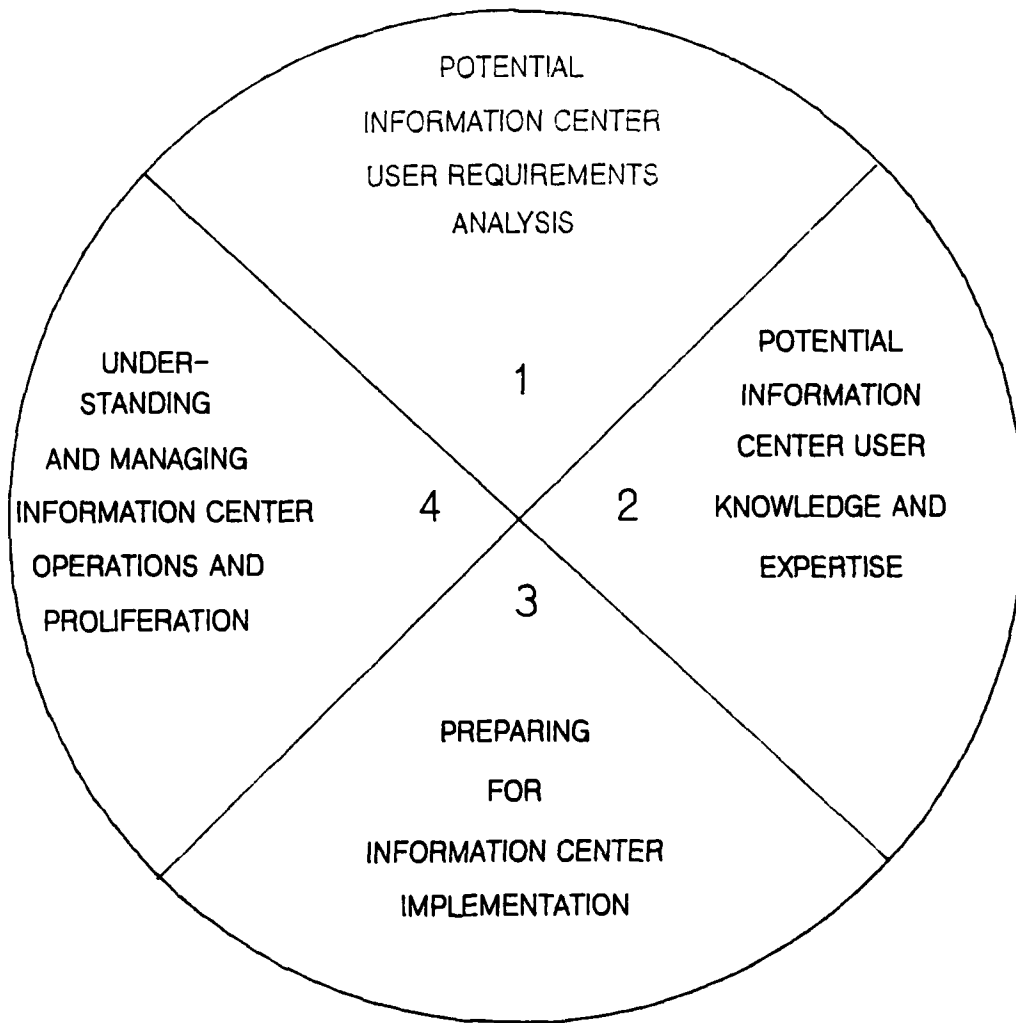 POTENTIAL
INFORMATION CENTER
USER REQUIREMENTS
ANALYSIS
1
POTENTIAL
INFORMATION
CENTER USER
KNOWLEDGE AND
EXPERTISE
2
3
PREPARING
FOR
INFORMATION CENTER
IMPLEMENTATION
UNDER-
STANDING
AND MANAGING
INFORMATION CENTER
OPERATIONS AND
PROLIFERATION
4